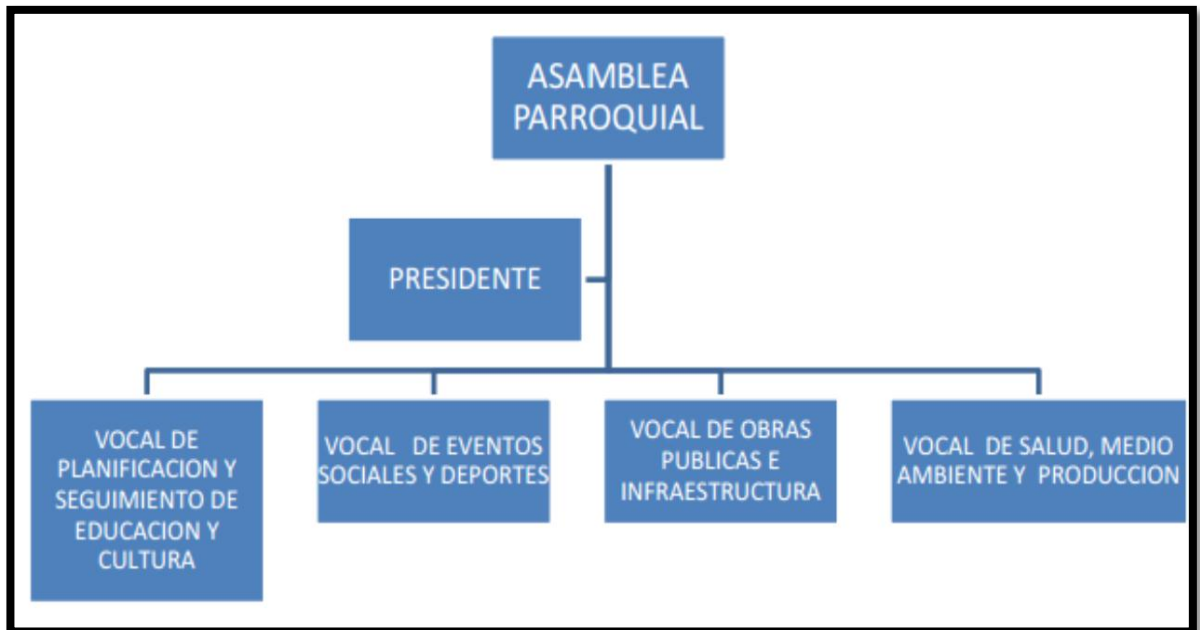 ASAMBLEA
PARROQUIAL
PRESIDENTE
VOCAL DE
PLANIFICACION Y
SEGUIMIENTO DE
EDUCACION Y
CULTURA
VOCAL DE EVENTOS
SOCIALES Y DEPORTES
VOCAL DE OBRAS
PUBLICAS E
INFRAESTRUCTURA
VOCAL DE SALUD, MEDIO
AMBIENTE Y PRODUCCION